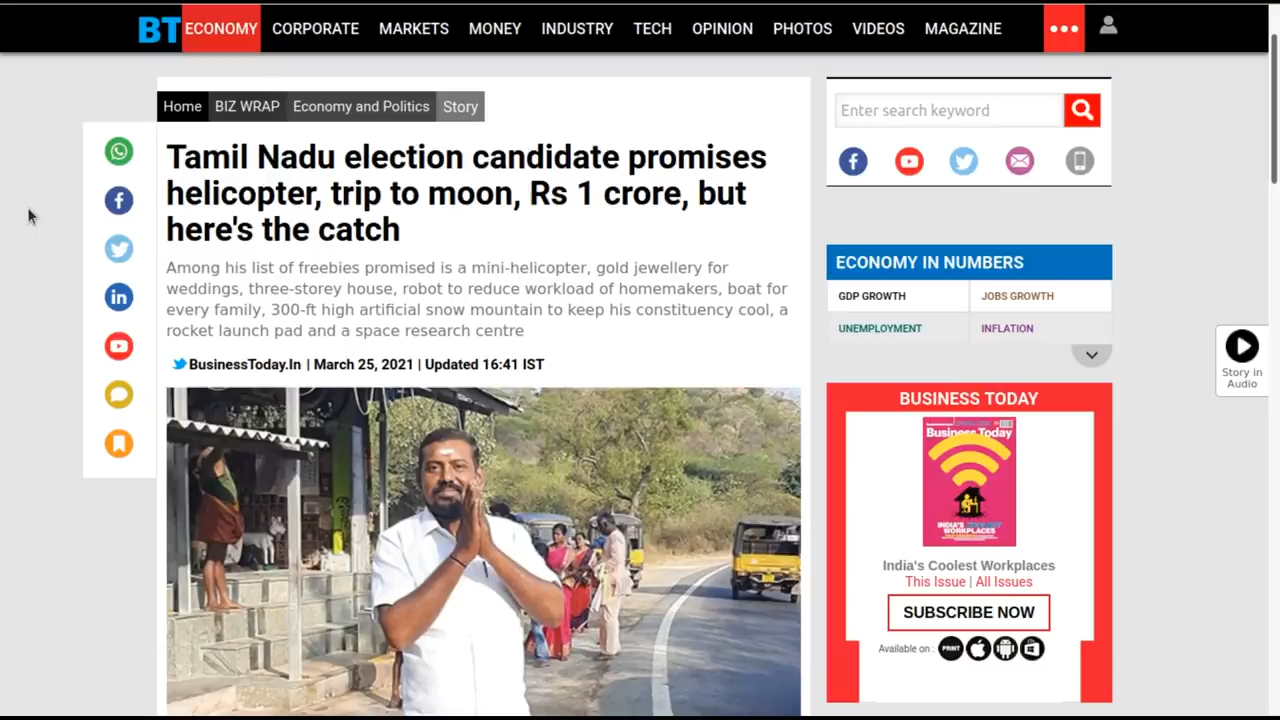 BT ECONOMY CORPORATE MARKETS MONEY INDUSTRY TECH OPINION PHOTOS VIDEOS MAGAZINE
Home BIZ WRAP Economy and Politics Story
Tamil Nadu election candidate promises
helicopter, trip to moon, Rs 1 crore, but
here's the catch
Among his list of freebies promised is a mini-helicopter, gold jewellery for
weddings, three-storey house, robot to reduce workload of homemakers, boat for
every family, 300-ft high artificial snow mountain to keep his constituency cool, a
rocket launch pad and a space research centre
BusinessToday.In | March 25, 2021 | Updated 16:41 IST
Enter search keyword
ECONOMY IN NUMBERS
GDP GROWTH JOBS GROWTH
UNEMPLOYMENT INFLATION
Story in
Audio
BUSINESS TODAY
Business Today
INDIA'S COOLEST
WORKPLACES
India's Coolest Workplaces
This Issue | All Issues
SUBSCRIBE NOW
Available on : PRINT